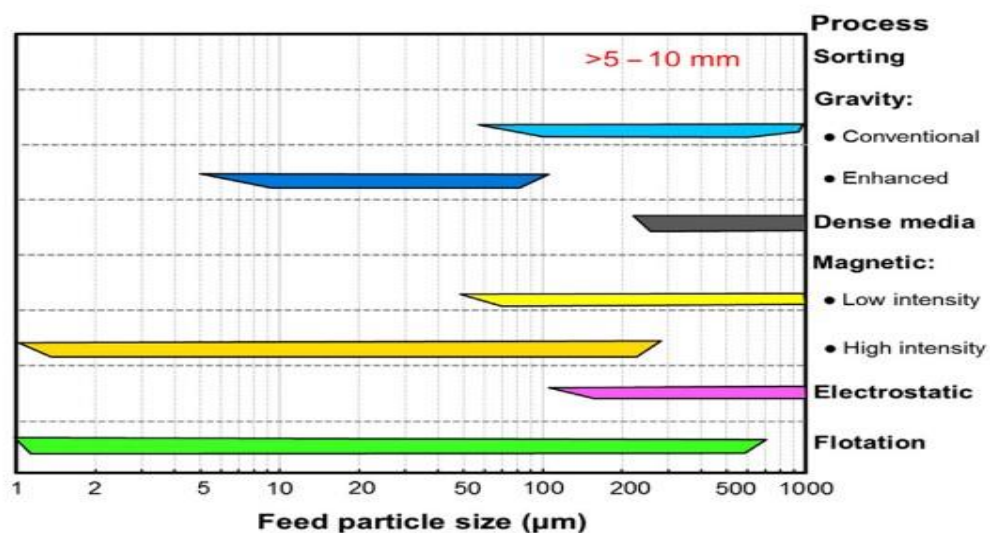 Process
>5 – 10 mm
Sorting
Gravity:
• Conventional
• Enhanced
Dense media
Magnetic:
• Low intensity
• High intensity
Electrostatic
Flotation
1 2 5 10 20 50 100 200 500 1000
Feed particle size (μm)